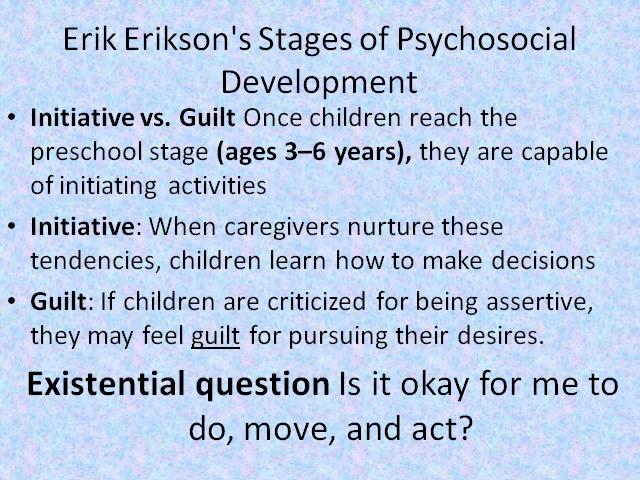 Erik Erikson's Stages of Psychosocial
Development
• Initiative vs. Guilt Once children reach the
preschool stage (ages 3–6 years), they are capable
of initiating activities
• Initiative: When caregivers nurture these
tendencies, children learn how to make decisions
• Guilt: If children are criticized for being assertive,
they may feel guilt for pursuing their desires.
Existential question Is it okay for me to
do, move, and act?